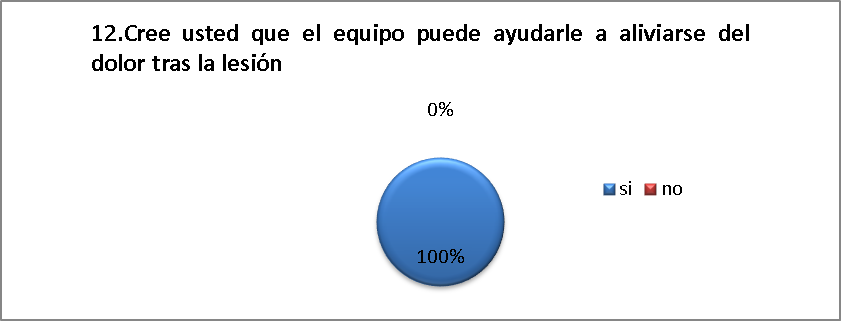 12.Cree usted que el equipo puede ayudarle a aliviarse del
dolor tras la lesión
0%
100%
si no